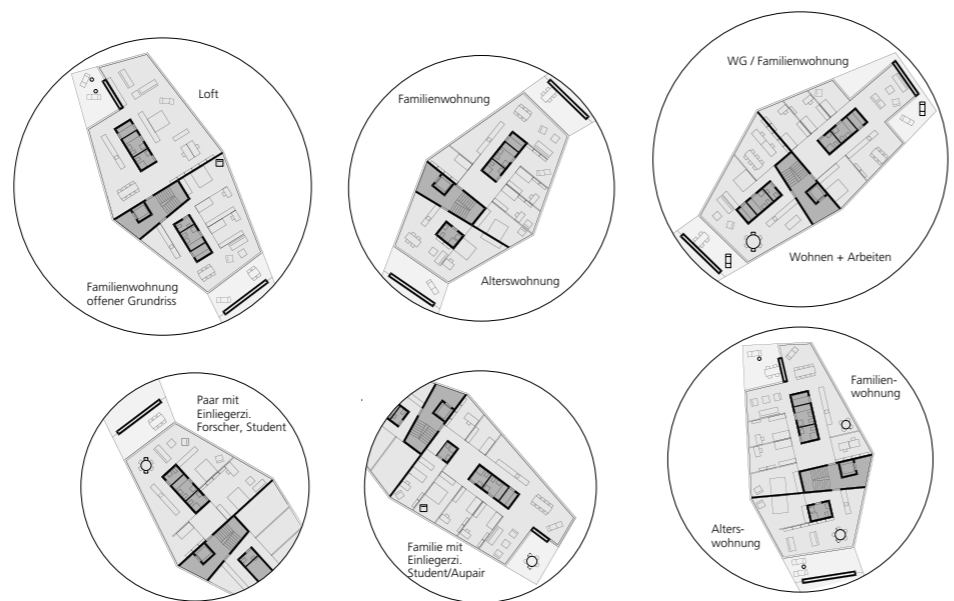 Loft
Familienwohnung
offener Grundriss
Familienwohnung
Alterswohnung
WG / Familienwohnung
Wohnen + Arbeiten
Paar mit
Einliegerzi.
Forscher, Student
Familie mit
Einliegerzi.
Student/Aupair
Familien-
wohnung
Alters-
wohnung